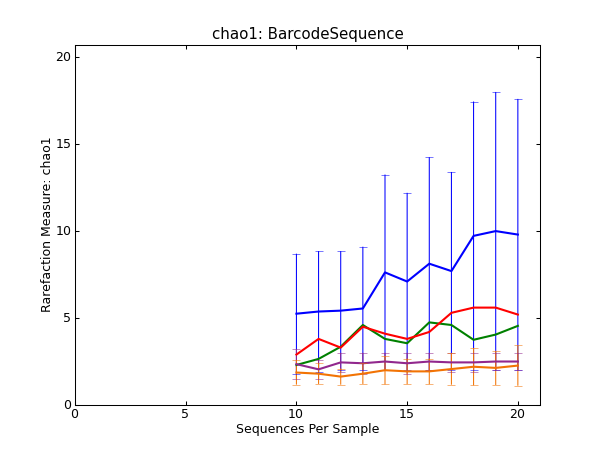 chao1: BarcodeSequence
Rarefaction Measure: chao1
20
15
10
5
0
0 5 10 15 20
Sequences Per Sample